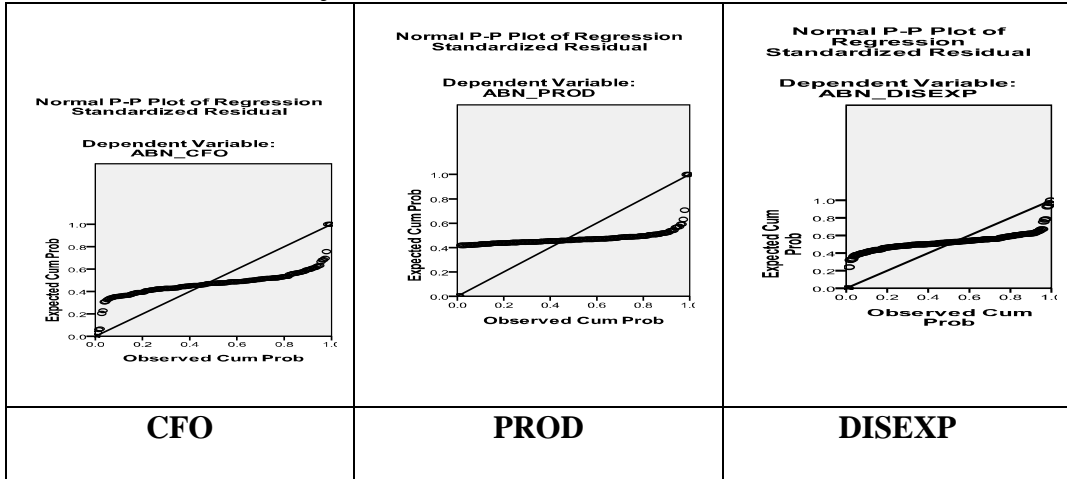 Normal P-P Plot of Regression
Standardized Residual
Dependent Variable:
ABN_CFO
1.0
0.8
0.6
0.4
0.2
0.0
Expected Cum Prob
0.0 0.2 0.4 0.6 0.8 1.0
Observed Cum Prob
Normal P-P Plot of Regression
Standardized Residual
Dependent Variable:
ABN_PROD
1.0
0.8
0.6
0.4
0.2
0.0
Expected Cum Prob
0.0 0.2 0.4 0.6 0.8 1.0
Observed Cum Prob
Normal P-P Plot of
Regression
Standardized Residual
Dependent Variable:
ABN_DISEXP
1.0
0.8
0.6
0.4
0.2
0.0
Expected Cum
Prob
0.0 0.2 0.4 0.6 0.8 1.0
Observed Cum
Prob
CFO PROD DISEXP